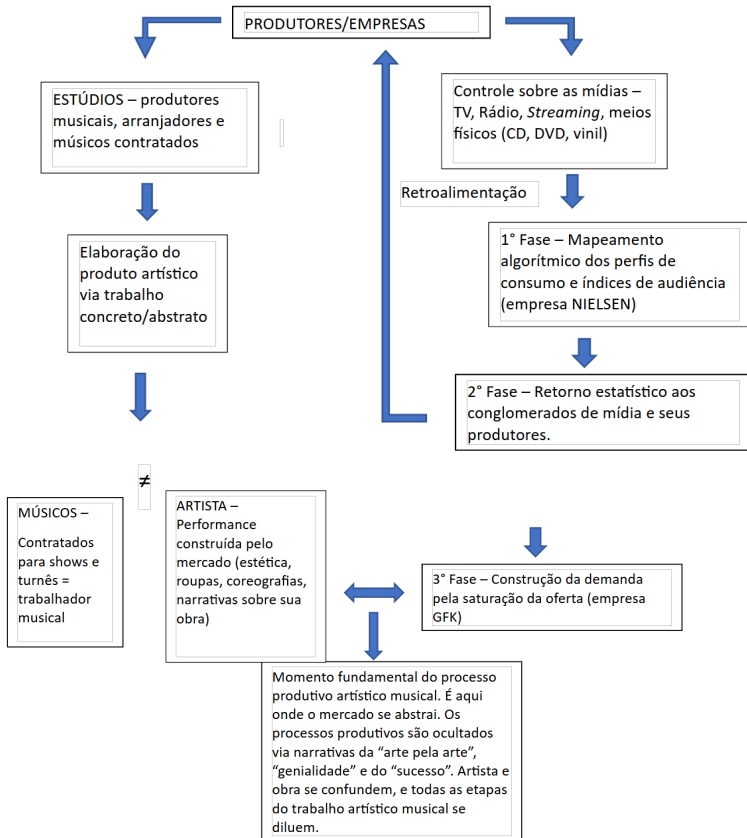 PRODUTORES/EMPRESAS
ESTÚDIOS – produtores
musicais, arranjadores e
músicos contratados
Controle sobre as mídias –
TV, Rádio, Streaming, meios
físicos (CD, DVD, vinil)
Retroalimentação
Elaboração do
produto artístico
via trabalho
concreto/abstrato
1° Fase – Mapeamento
algorítmico dos perfis de
consumo e índices de audiência
(empresa NIELSEN)
2° Fase – Retorno estatístico aos
conglomerados de mídia e seus
produtores.
≠
MÚSICOS –
Contratados
para shows e
turnês =
trabalhador
musical
ARTISTA –
Performance
construída pelo
mercado (estética,
roupas, coreografias,
narrativas sobre sua
obra)
3° Fase – Construção da demanda
pela saturação da oferta (empresa
GFK)
Momento fundamental do processo
produtivo artístico musical. É aqui
onde o mercado se abstrai. Os
processos produtivos são ocultados
via narrativas da “arte pela arte”,
“genialidade” e do “sucesso”. Artista e
obra se confundem, e todas as etapas
do trabalho artístico musical se
diluem.